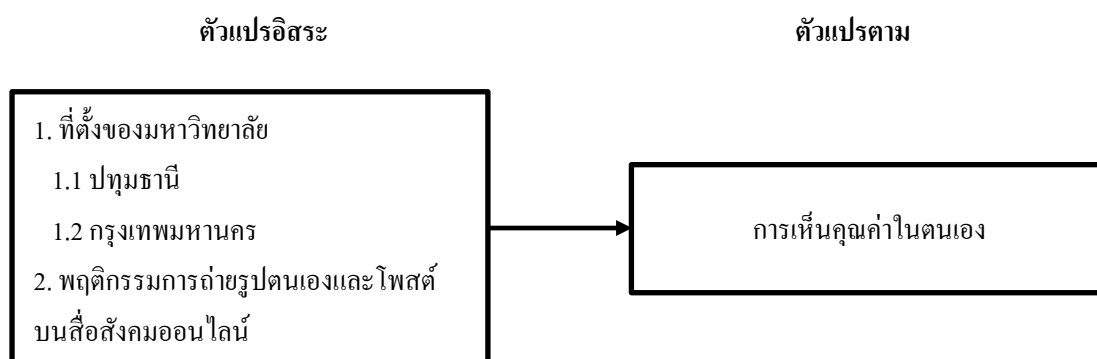 ตัวแปรอิสระ
ตัวแปรตาม
1. ที่ตั้งของมหาวิทยาลัย
1.1 ปทุมธานี
1.2 กรุงเทพมหานคร
2. พฤติกรรมการถ่ายรูปตนเองและโพสต์
บนสื่อสังคมออนไลน์
การเห็นคุณค่าในตนเอง